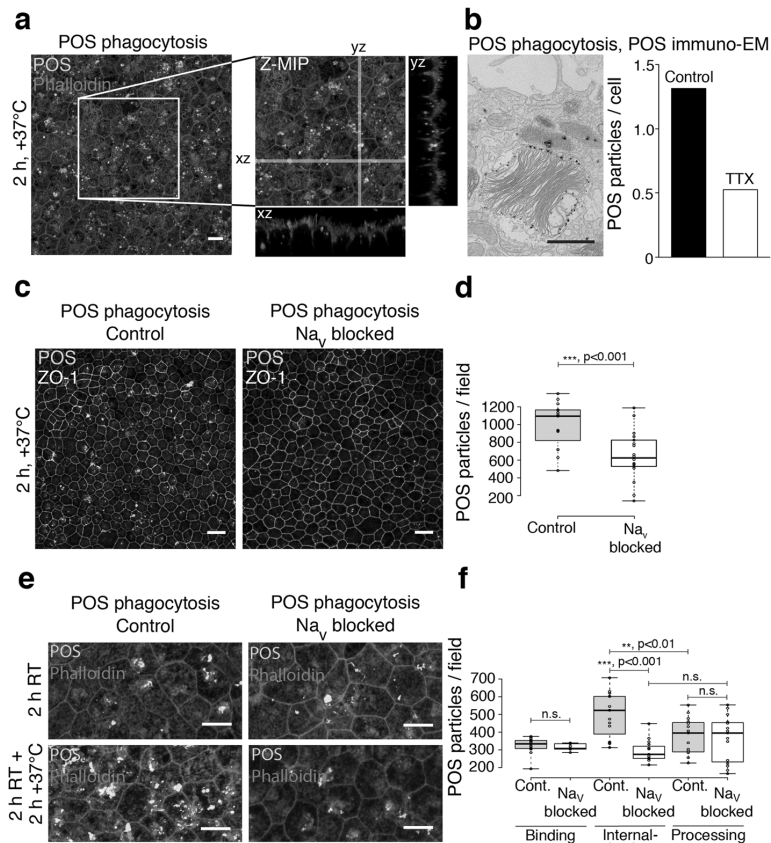 a
POS phagocytosis
POS
Phalloidin
2 h, +37°C
yz
Z-MIP
yz
xz
xz
b
POS phagocytosis, POS immuno-EM
POS particles / cell
1.5
1.0
0.5
0
Control
TTX
c
POS phagocytosis
Control
POS phagocytosis
NaV blocked
2 h, +37°C
POS
ZO-1
POS
ZO-1
d
***, p<0.001
POS particles / field
1200
1000
800
600
400
200
Control
NaV
blocked
e
POS phagocytosis
Control
POS phagocytosis
NaV blocked
2 h RT
POS
Phalloidin
POS
Phalloidin
2 h RT +
2 h +37°C
POS
Phalloidin
POS
Phalloidin
f
**, p<0.01
***, p<0.001
n.s.
n.s.
n.s.
POS particles / field
700
600
500
400
300
200
Cont.
NaV
blocked
Cont.
NaV
blocked
Cont.
NaV
blocked
Binding
Internal-
Processing